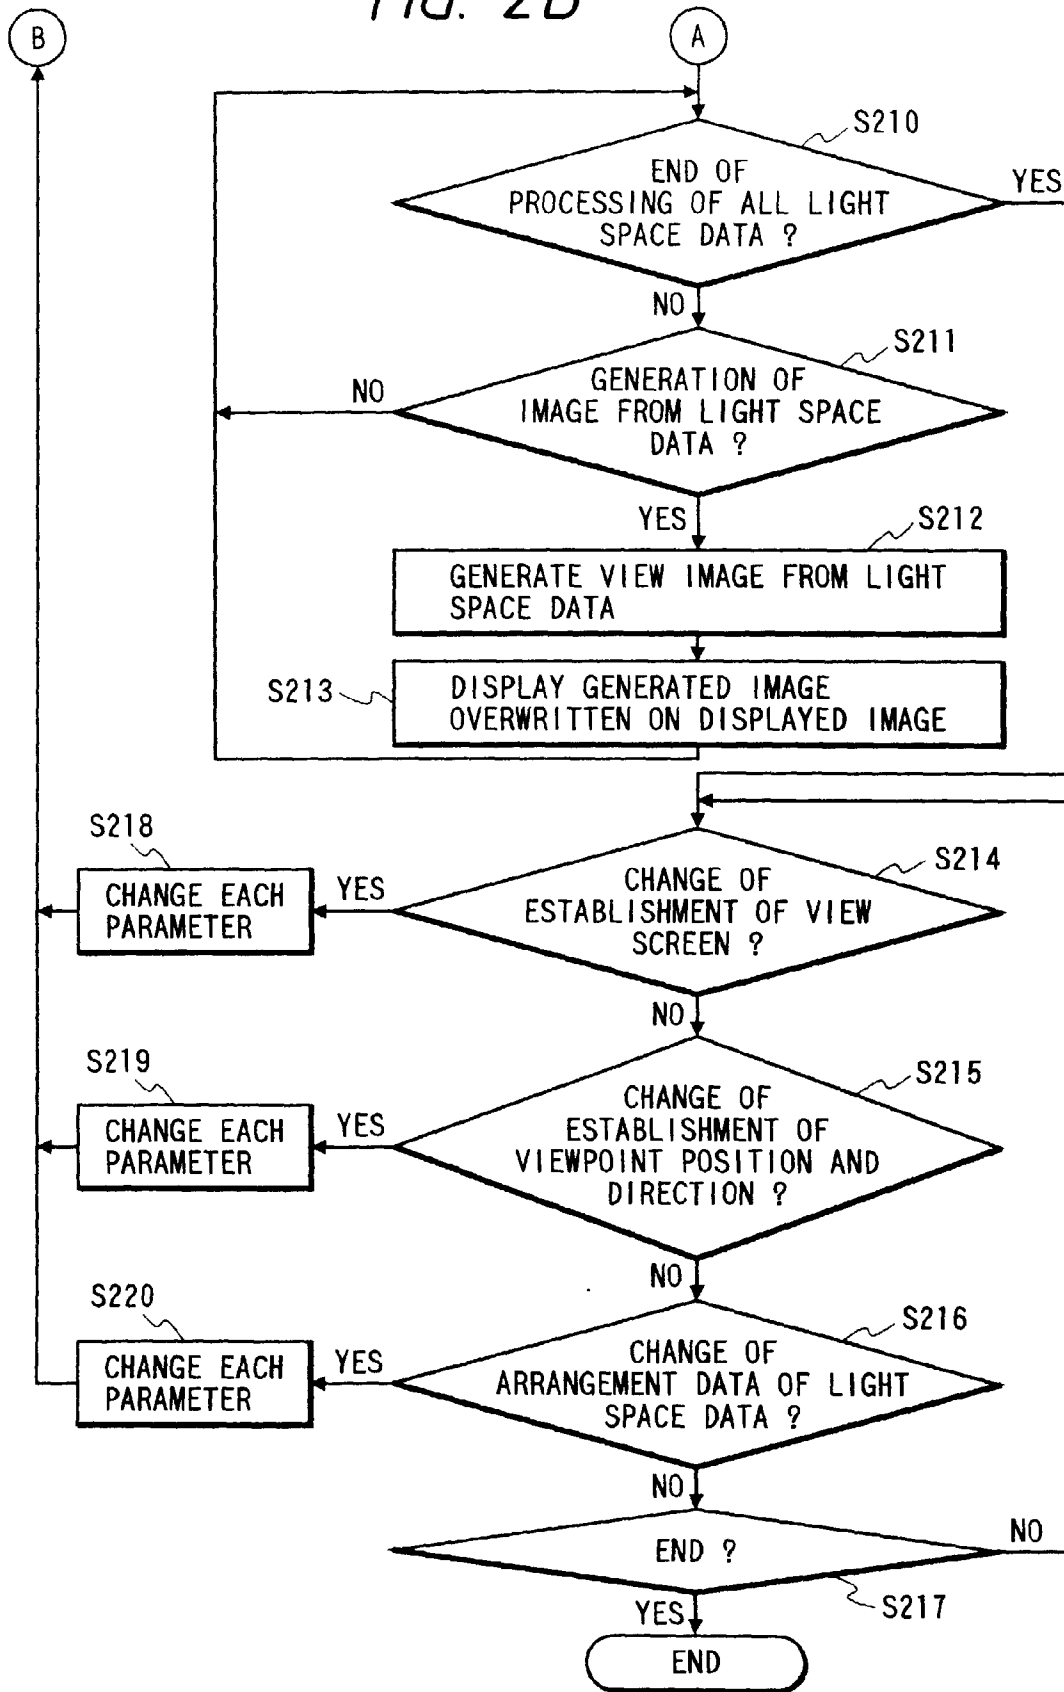 FIG. 2B
B
A
S210
END OF
PROCESSING OF ALL LIGHT
SPACE DATA ?
YES
NO
S211
GENERATION OF
IMAGE FROM LIGHT SPACE
DATA ?
NO
YES
S212
GENERATE VIEW IMAGE FROM LIGHT
SPACE DATA
S213
DISPLAY GENERATED IMAGE
OVERWRITTEN ON DISPLAYED IMAGE
S218
CHANGE EACH
PARAMETER
YES
S214
CHANGE OF
ESTABLISHMENT OF VIEW
SCREEN ?
NO
S219
CHANGE EACH
PARAMETER
YES
S215
CHANGE OF
ESTABLISHMENT OF
VIEWPOINT POSITION AND
DIRECTION ?
NO
S220
CHANGE EACH
PARAMETER
YES
S216
CHANGE OF
ARRANGEMENT DATA OF LIGHT
SPACE DATA ?
NO
END ?
NO
S217
YES
END